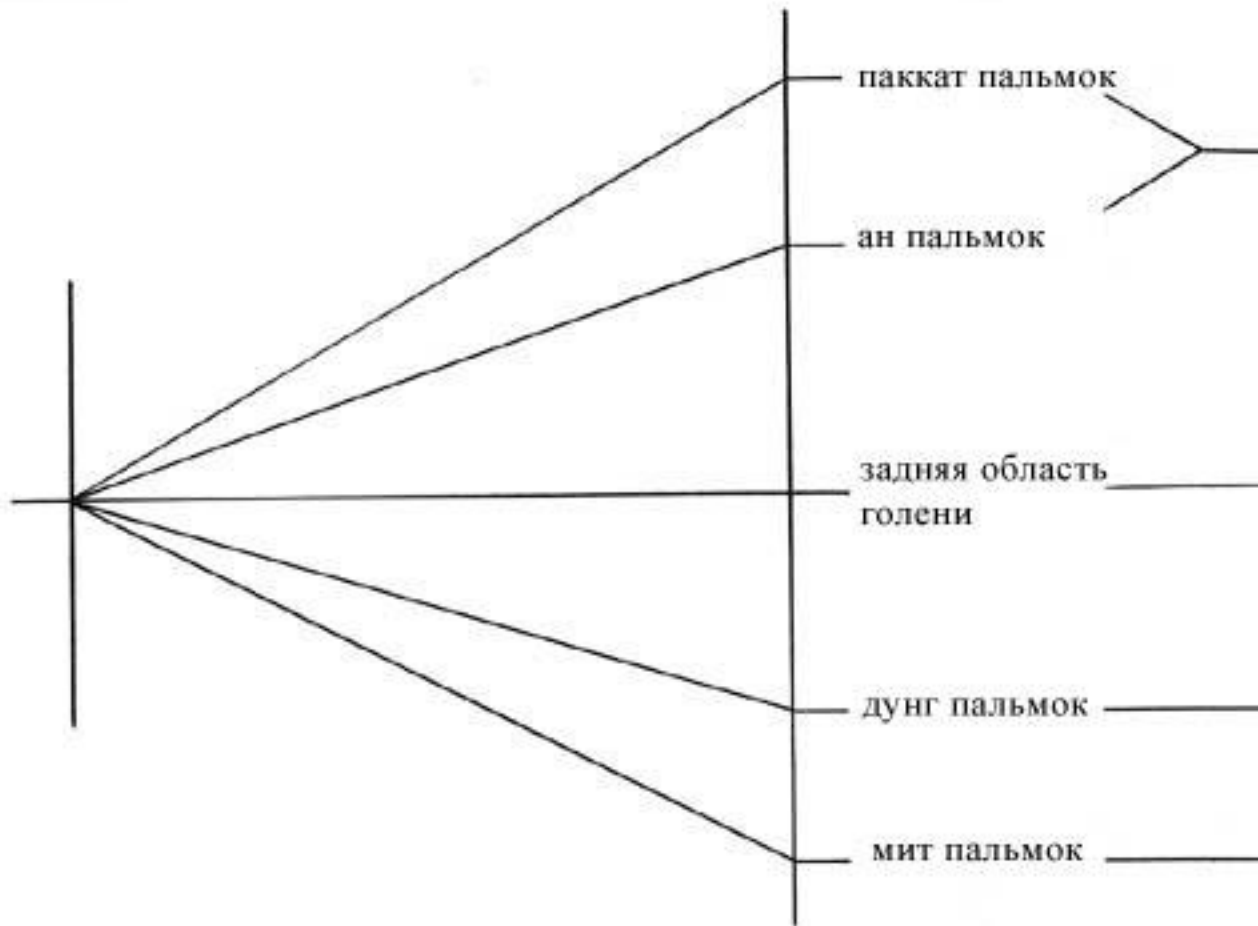 паккат пальмок
ан пальмок
задняя область
голени
дунг пальмок
мит пальмок